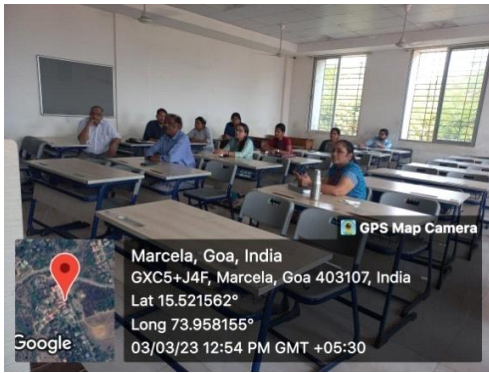 GPS Map Camera
Marcela, Goa, India
GXC5+J4F, Marcela, Goa 403107, India
Lat 15.521562°
Long 73.958155°
03/03/23 12:54 PM GMT +05:30
Google